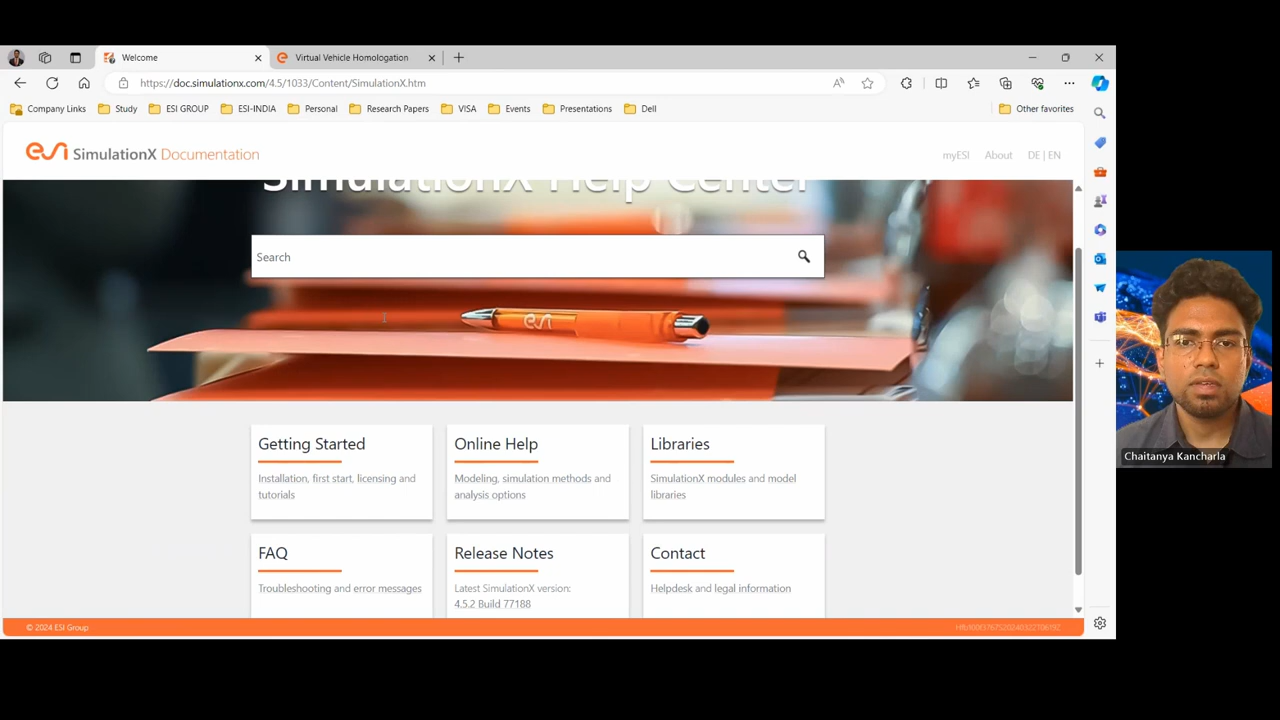 Welcome
Virtual Vehicle Homologation
https://doc.simulationx.com/4.5/1033/Content/SimulationX.htm
Company Links
Study
ESI GROUP
ESI-INDIA
Personal
Research Papers
VISA
Events
Presentations
Dell
Other favorites
esi SimulationX Documentation
myESI
About
DE | EN
SimulationX Help Center
Search
esi
Getting Started
Installation, first start, licensing and
tutorials
Online Help
Modeling, simulation methods and
analysis options
Libraries
SimulationX modules and model
libraries
FAQ
Troubleshooting and error messages
Release Notes
Latest SimulationX version:
4.5.2 Build 77188
Contact
Helpdesk and legal information
© 2024 ESI Group
Chaitanya Kancharla